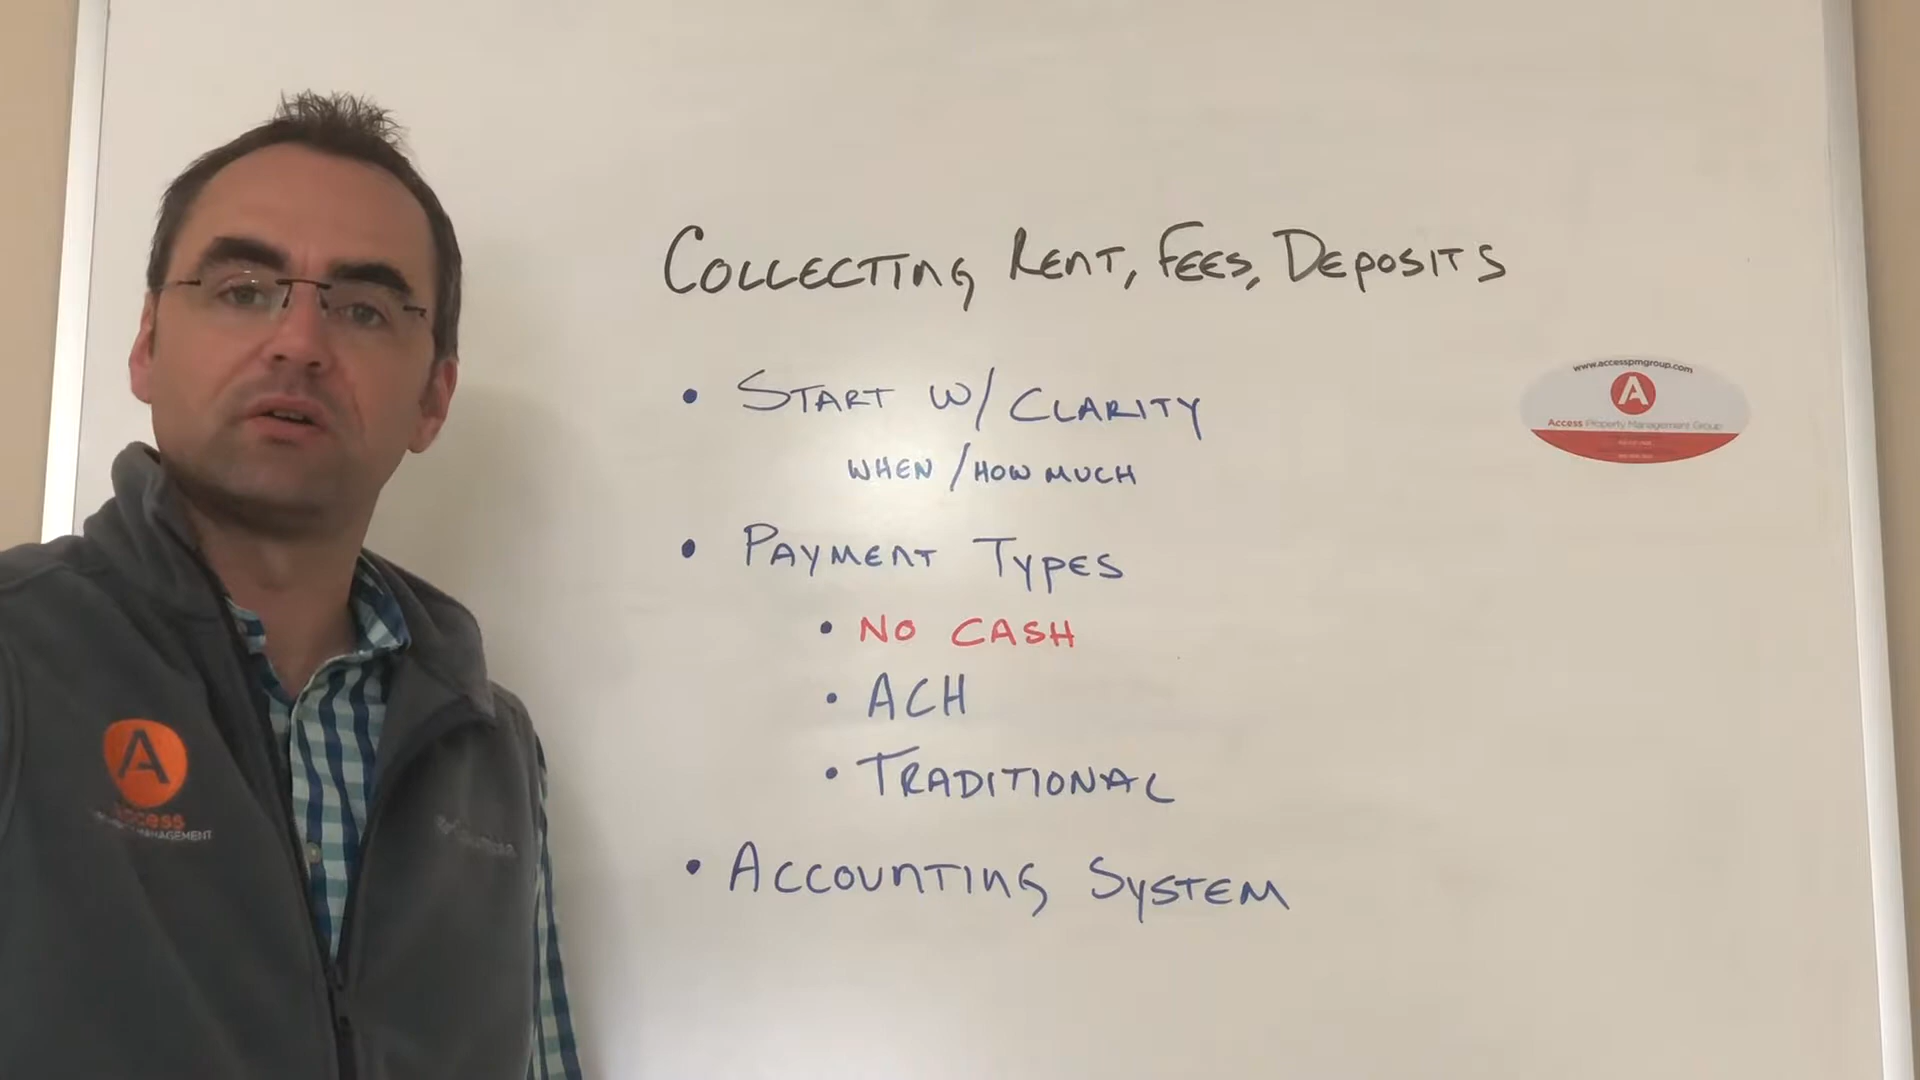 COLLECTING RENT, FEES, DEPOSITS
• START W/ CLARITY
WHEN / HOW MUCH
• PAYMENT TYPES
• NO CASH
• ACH
• TRADITIONAL
• ACCOUNTING SYSTEM
www.accesspmgroup.com
A
Access Property Management Group
A
Access
MANAGEMENT